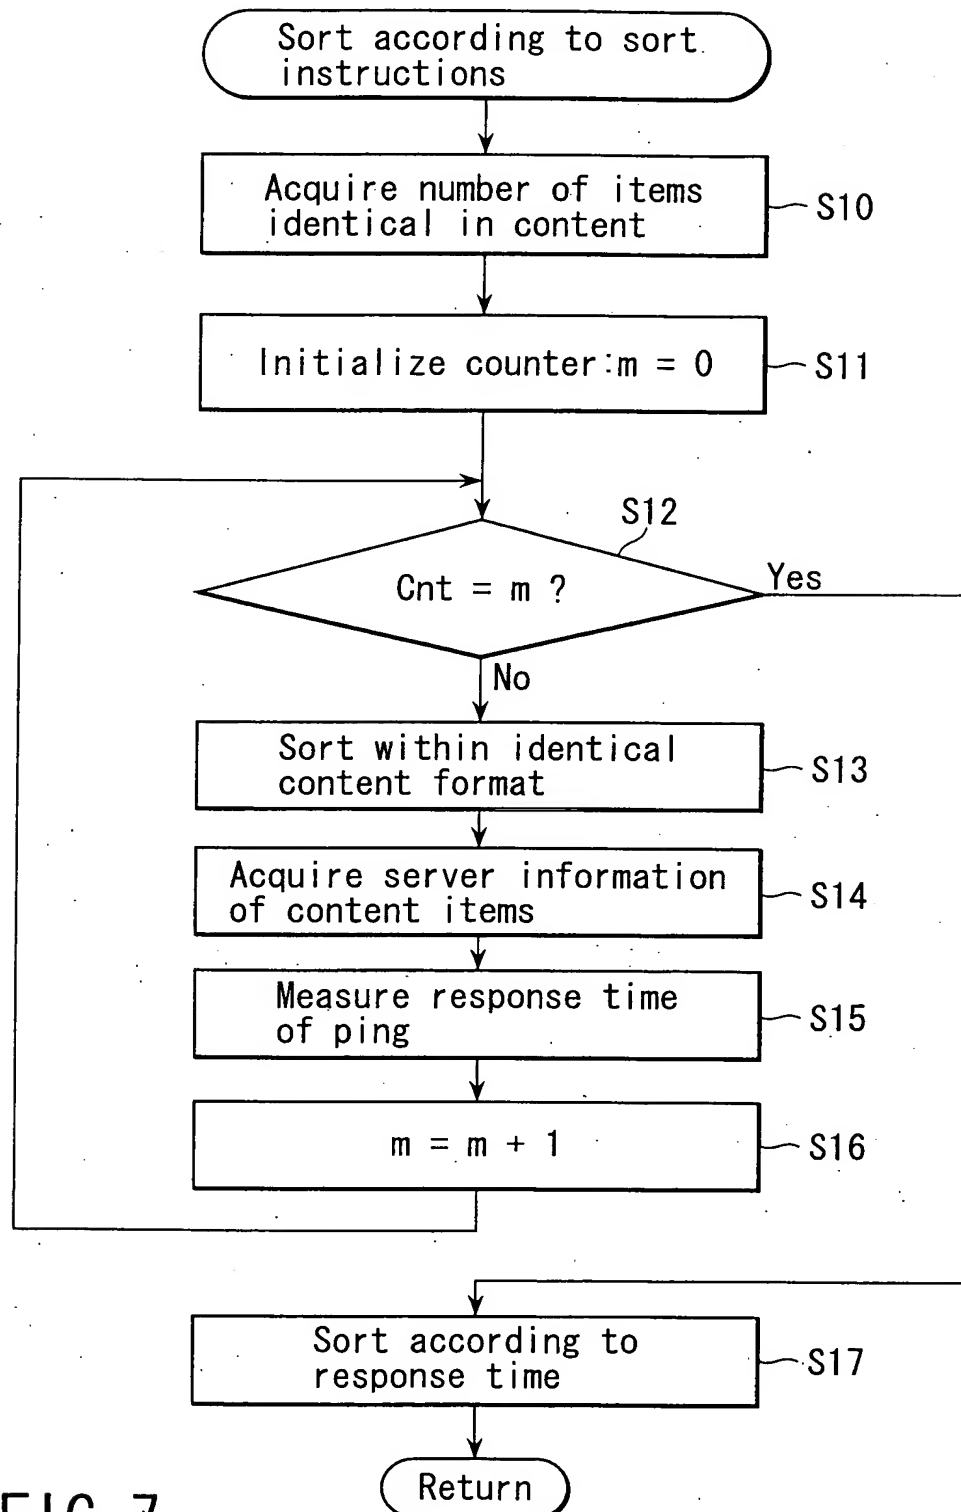 Sort according to sort
instructions
Acquire number of items
identical in content
S10
Initialize counter:m = 0
S11
S12
Cnt = m ?
Yes
No
Sort within identical
content format
S13
Acquire server information
of content items
S14
Measure response time
of ping
S15
m = m + 1
S16
Sort according to
response time
S17
Return
FIG. 7